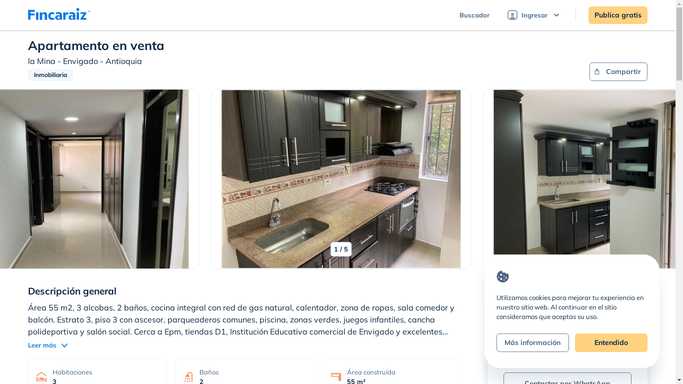 Fincaraiz
Buscador
Ingresar
Publica gratis
Apartamento en venta
la Mina - Envigado - Antioquia
Inmobiliaria
Compartir
1 / 5
Descripción general
Área 55 m2, 3 alcobas, 2 baños, cocina integral con red de gas natural, calentador, zona de ropas, sala comedor y
balcón. Estrato 3, piso 3 con ascesor. parqueaderos comunes, piscina, zonas verdes, juegos infantiles, cancha
polideportiva y salón social. Cerca a Epm, tiendas D1, Institución Educativa comercial de Envigado y excelentes...
Leer más
Habitaciones
3
Baños
2
Área construida
55 m²
Utilizamos cookies para mejorar tu experiencia en
nuestro sitio web. Al continuar en el sitio
consideramos que aceptas su uso.
Más información
Entendido
Contactar por WhatsApp